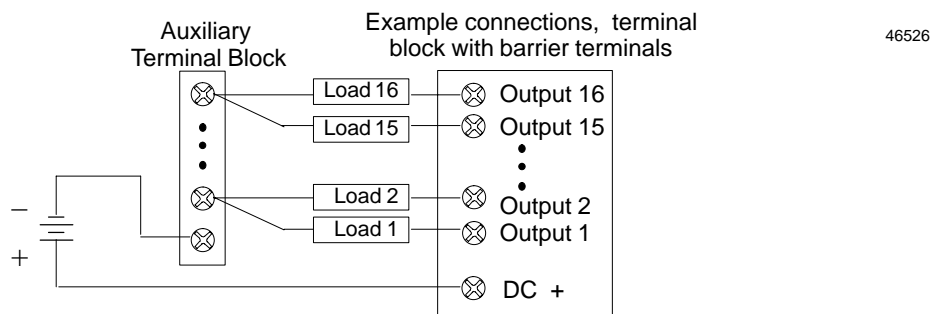 Auxiliary
Terminal Block
Example connections, terminal
block with barrier terminals
46526
Load 16
Output 16
Load 15
Output 15
Load 2
Output 2
Load 1
Output 1
−
+
DC +